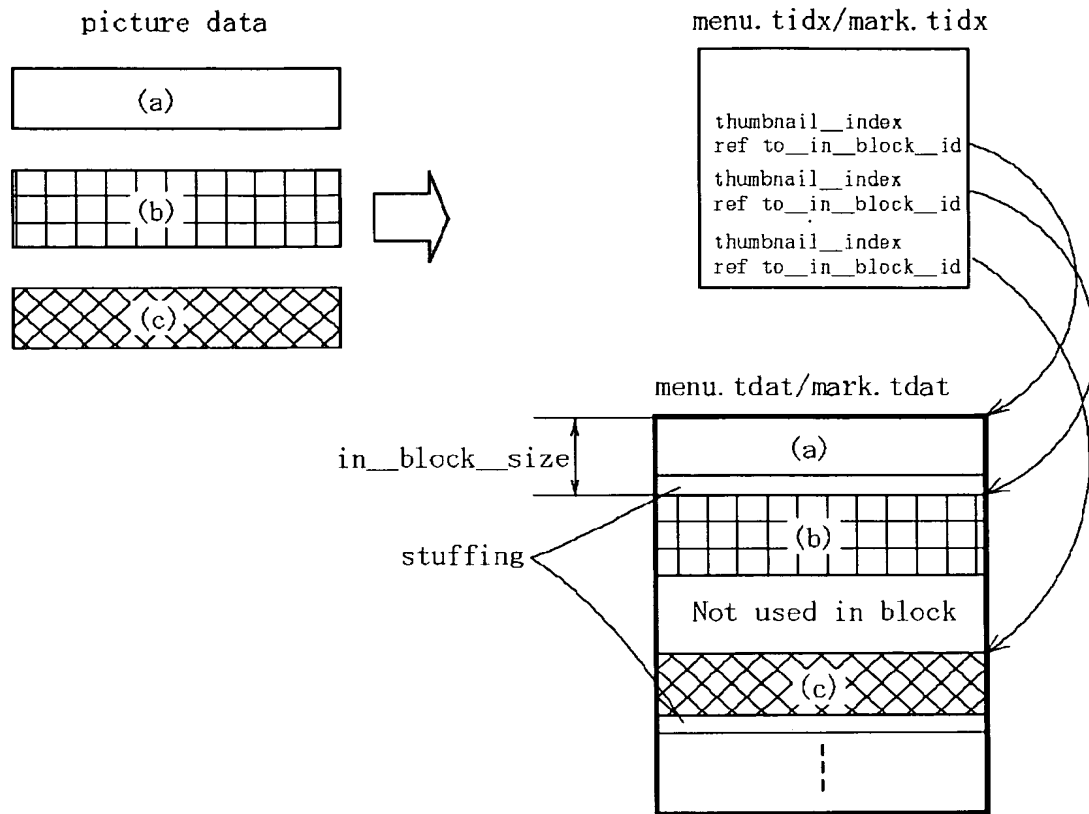 picture data
(a)
(b)
(c)
menu.tidx/mark.tidx
thumbnail__index
ref to__in__block__id
thumbnail__index
ref to__in__block__id
thumbnail__index
ref to__in__block__id
menu.tdat/mark.tdat
in__block__size
(a)
stuffing
(b)
Not used in block
(c)